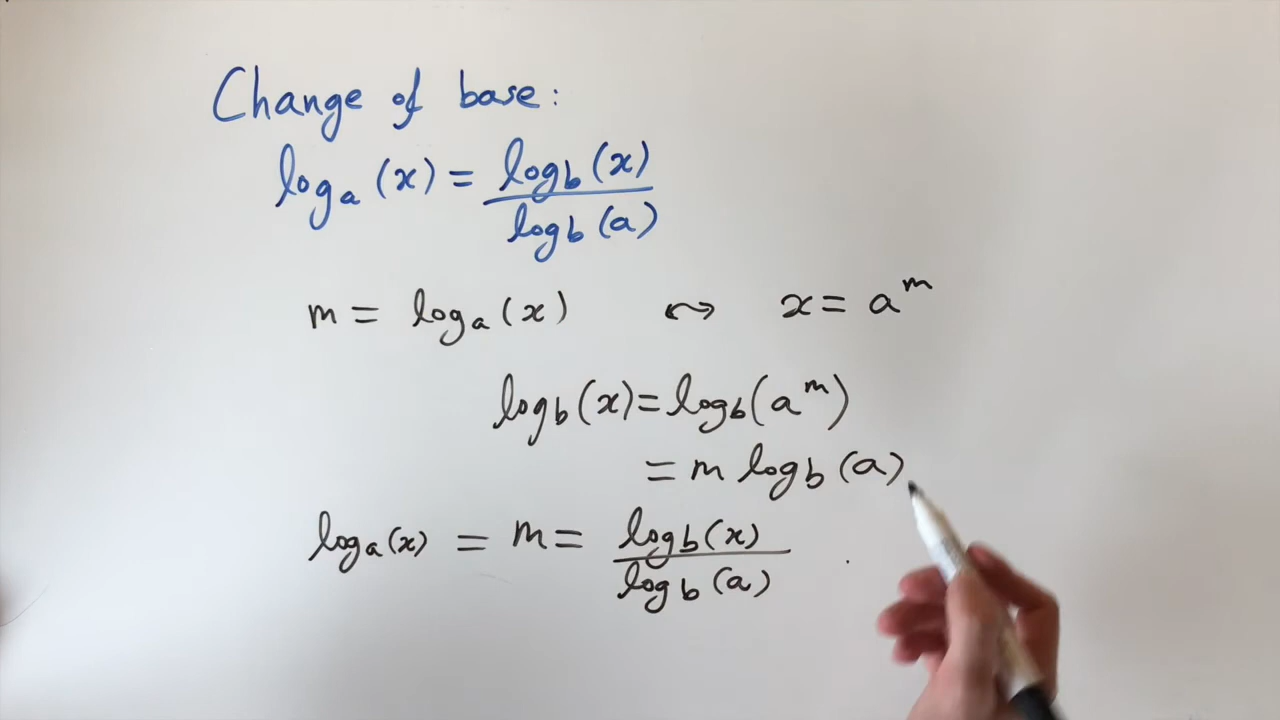 Change of base:
logₐ(x) = log_b(x) / log_b(a)
m = logₐ(x) ↔ x = aᵐ
log_b(x) = log_b(aᵐ)
= m log_b(a)
logₐ(x) = m = log_b(x) / log_b(a)